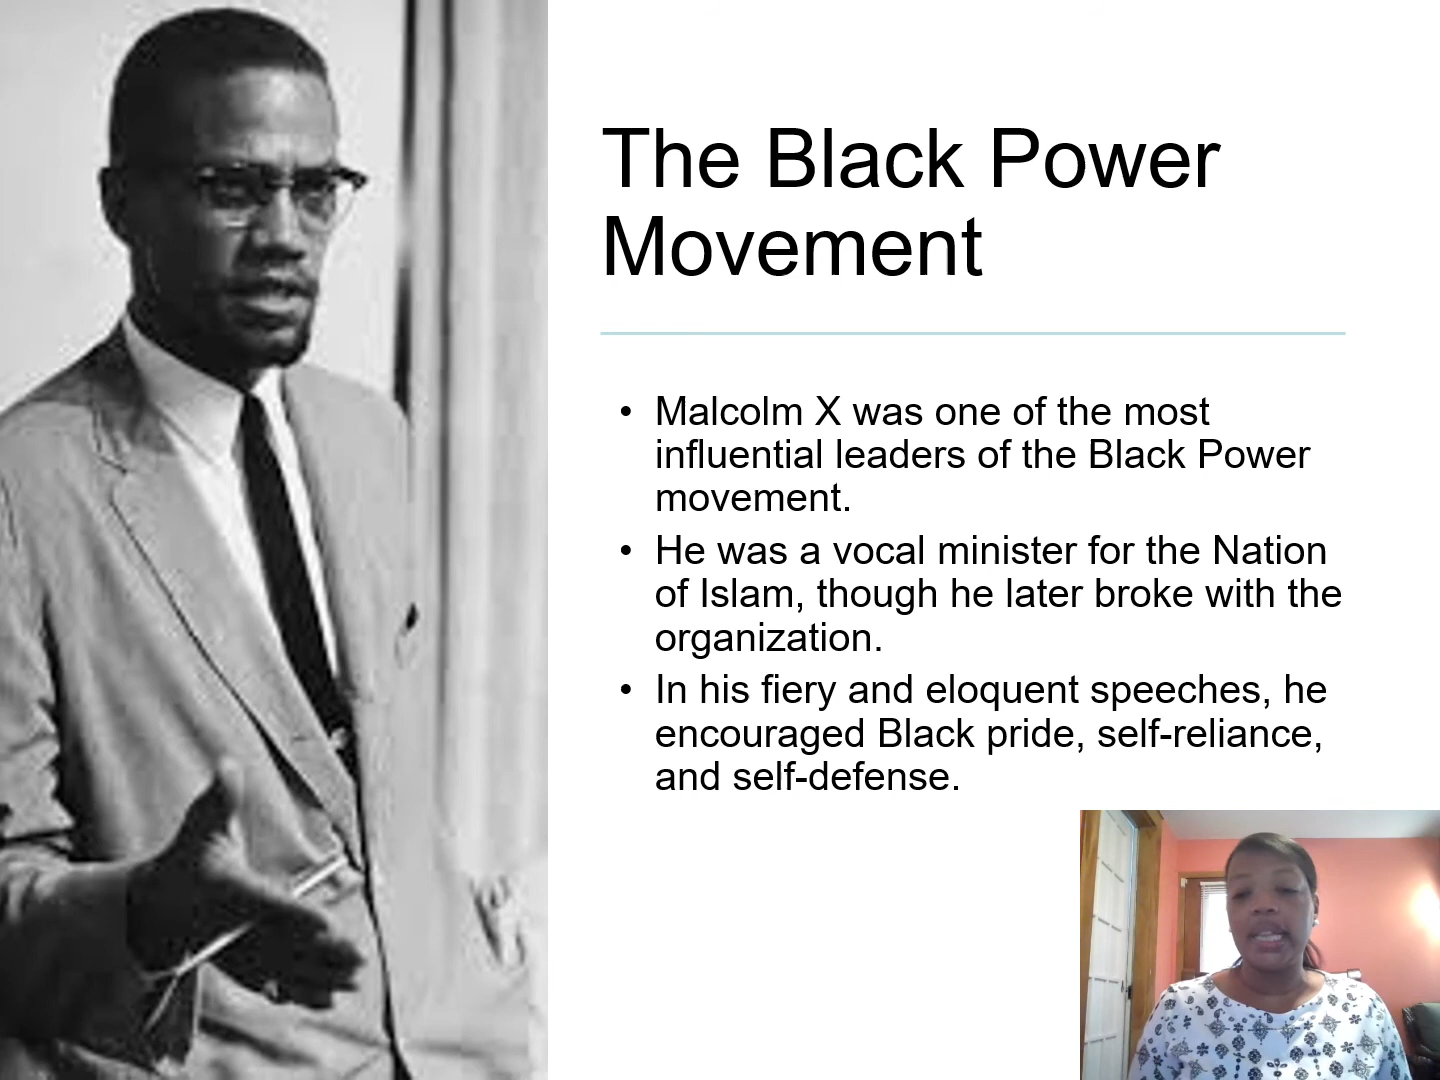 The Black Power
Movement
• Malcolm X was one of the most
influential leaders of the Black Power
movement.
• He was a vocal minister for the Nation
of Islam, though he later broke with the
organization.
• In his fiery and eloquent speeches, he
encouraged Black pride, self-reliance,
and self-defense.